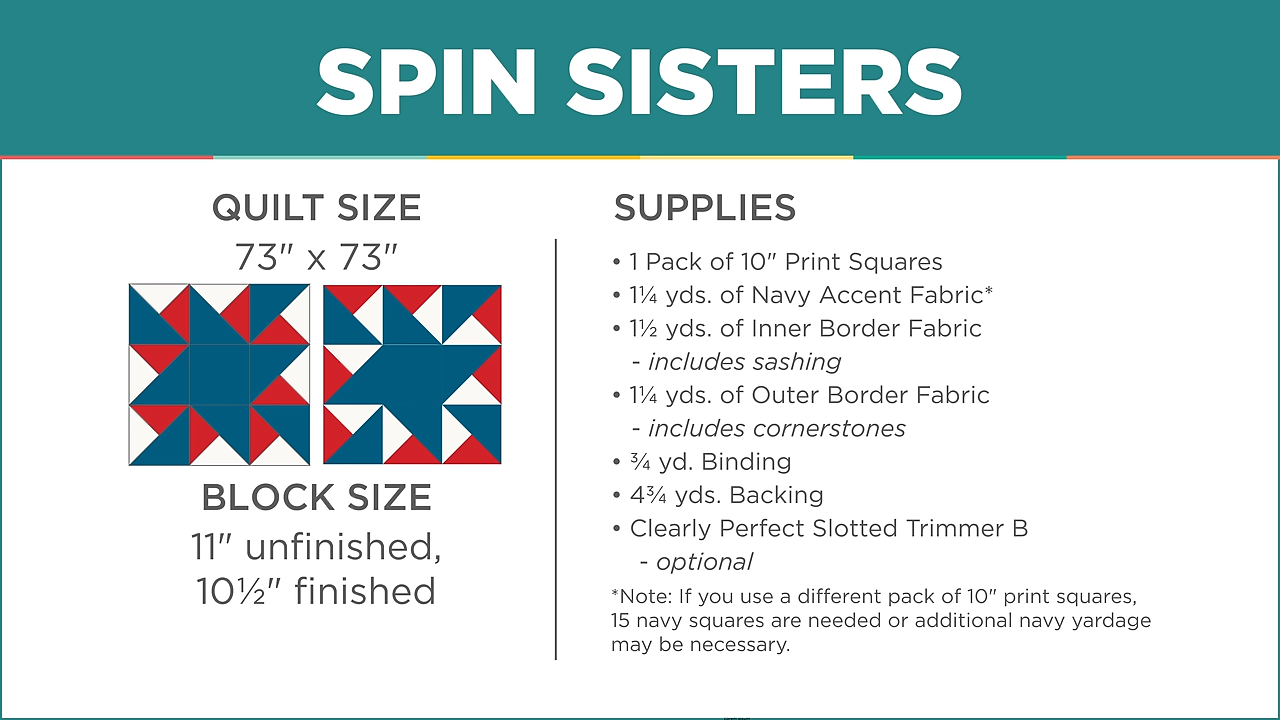 SPIN SISTERS
QUILT SIZE
73" x 73"
BLOCK SIZE
11" unfinished,
10½" finished
SUPPLIES
• 1 Pack of 10" Print Squares
• 1¼ yds. of Navy Accent Fabric*
• 1½ yds. of Inner Border Fabric
- includes sashing
• 1¼ yds. of Outer Border Fabric
- includes cornerstones
• ¾ yd. Binding
• 4¾ yds. Backing
• Clearly Perfect Slotted Trimmer B
- optional
*Note: If you use a different pack of 10" print squares,
15 navy squares are needed or additional navy yardage
may be necessary.